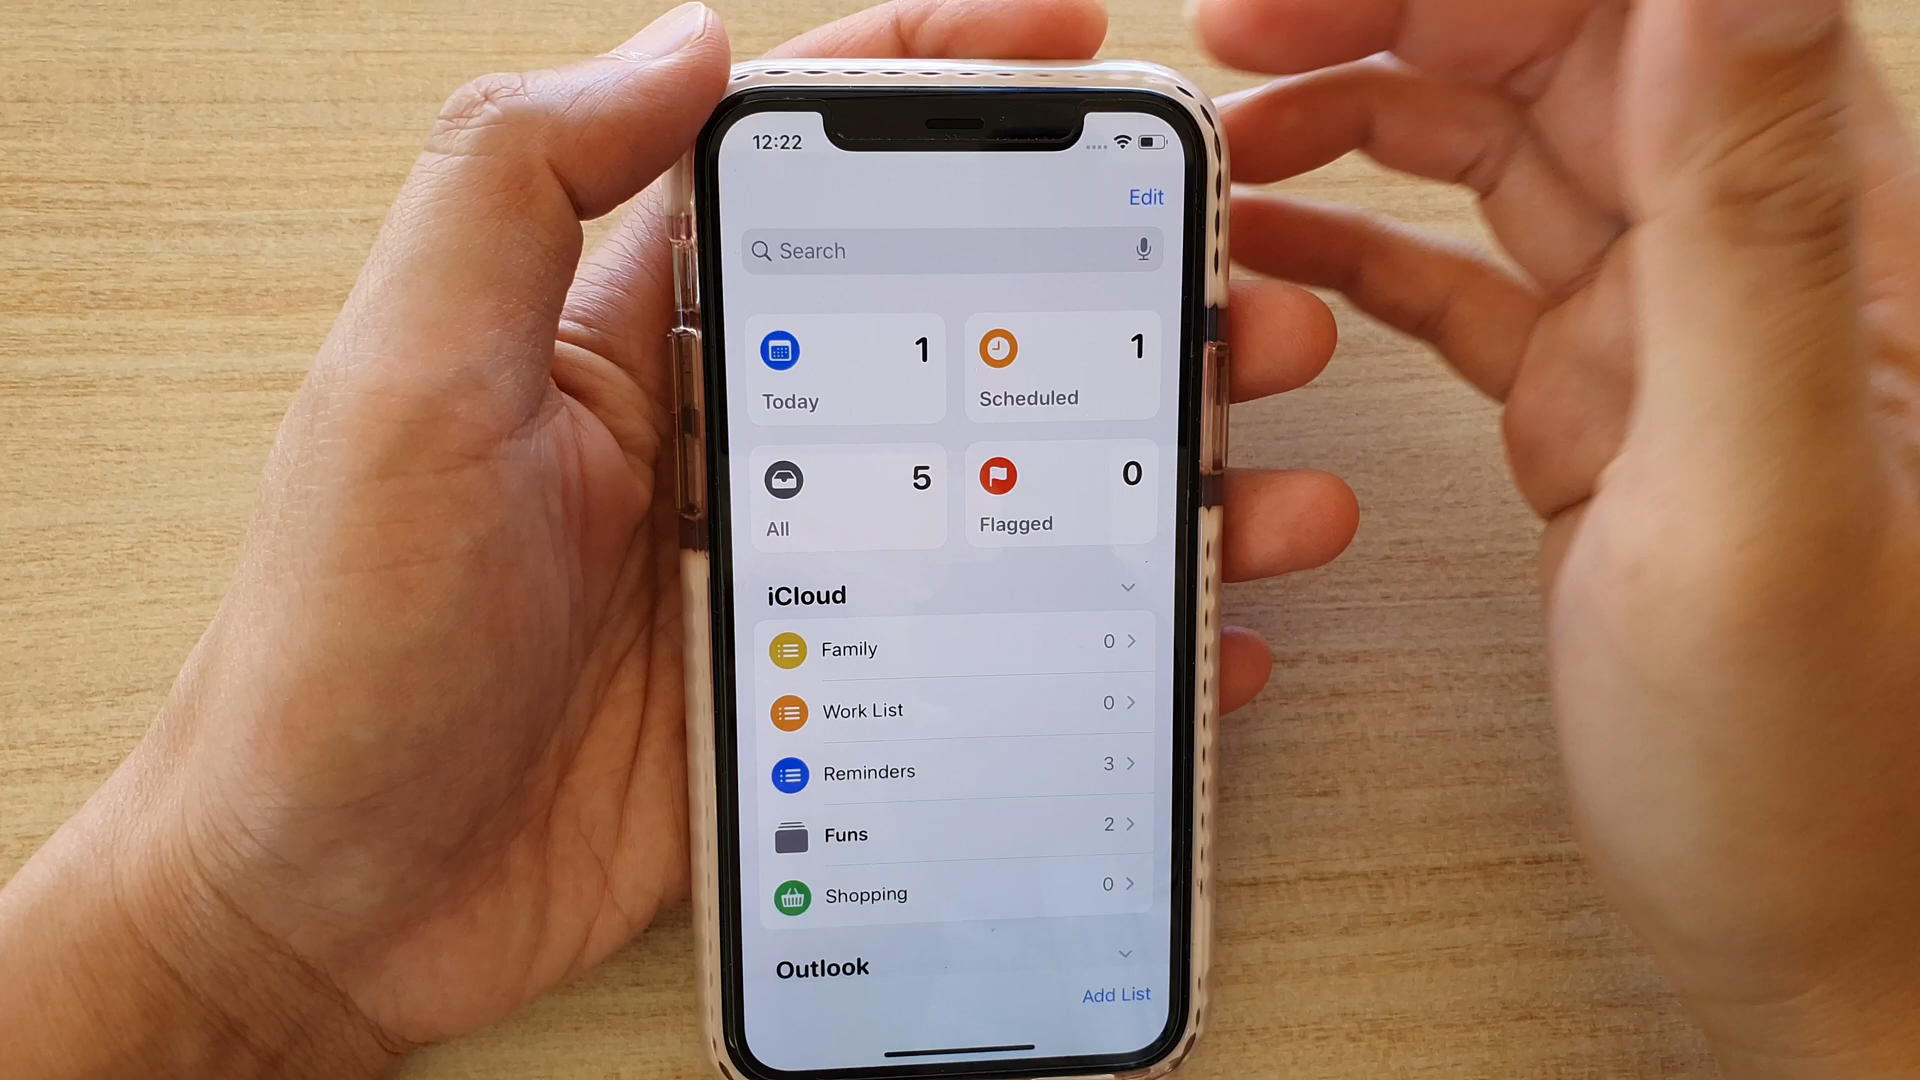 12:22
Edit
Search
1
Today
1
Scheduled
5
All
0
Flagged
iCloud
Family 0
Work List 0
Reminders 3
Funs 2
Shopping 0
Outlook
Add List